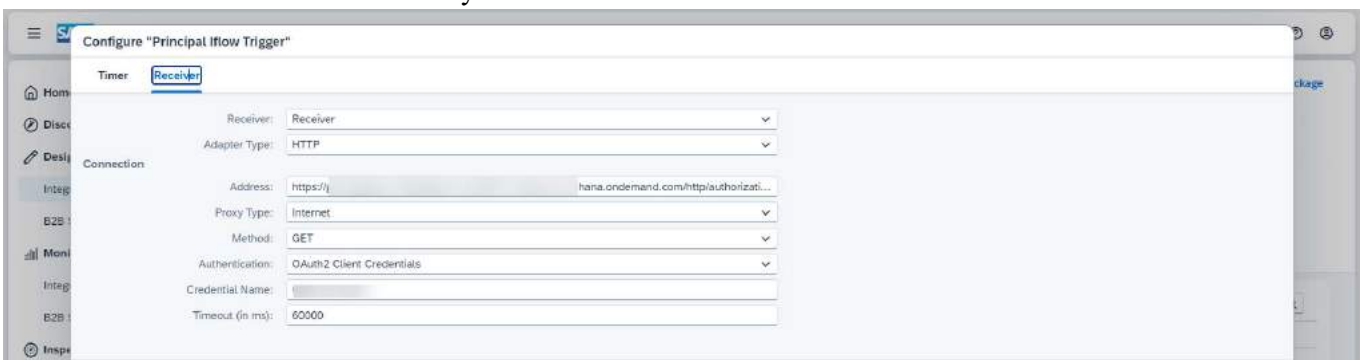 Configure "Principal Iflow Trigger"
Timer Receiver
Hom
Disco
Desig
Integ
B2B
Moni
Integ
B2B
Inspe
ckage
Receiver: Receiver
Adapter Type: HTTP
Connection
Address: https:// hana.ondemand.com/http/authorizati...
Proxy Type: Internet
Method: GET
Authentication: OAuth2 Client Credentials
Credential Name:
Timeout (in ms): 60000